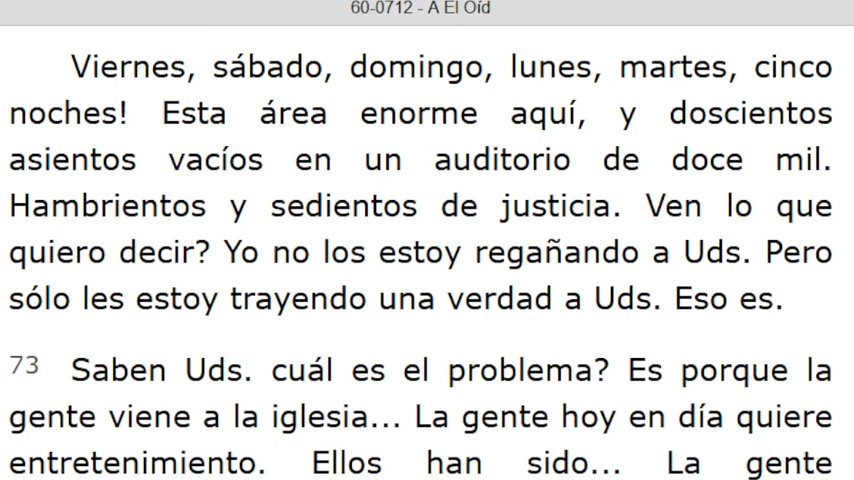 60-0712 - A El Oíd
Viernes, sábado, domingo, lunes, martes, cinco
noches! Esta área enorme aquí, y doscientos
asientos vacíos en un auditorio de doce mil.
Hambrientos y sedientos de justicia. Ven lo que
quiero decir? Yo no los estoy regañando a Uds. Pero
sólo les estoy trayendo una verdad a Uds. Eso es.
73 Saben Uds. cuál es el problema? Es porque la
gente viene a la iglesia... La gente hoy en día quiere
entretenimiento. Ellos han sido... La gente